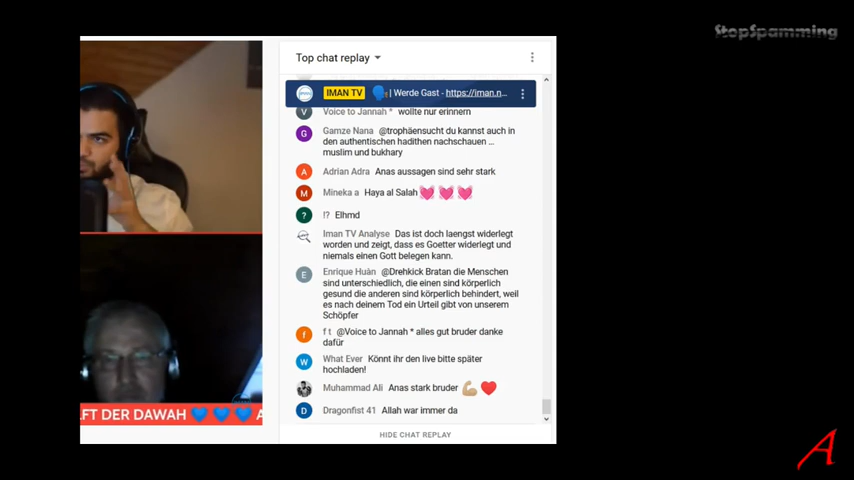 StopSpamming
Top chat replay
IMAN TV | Werde Gast - https://iman.n...
V Voice to Jannah * wollte nur erinnern
G Gamze Nana @trophäensucht du kannst auch in
den authentischen hadithen nachschauen ...
muslim und bukhary
A Adrian Adra Anas aussagen sind sehr stark
M Mineka a Haya al Salah
? !? Elhmd
Iman TV Analyse Das ist doch laengst widerlegt
worden und zeigt, dass es Goetter widerlegt und
niemals einen Gott belegen kann.
E Enrique Huàn @Drehkick Bratan die Menschen
sind unterschiedlich, die einen sind körperlich
gesund die anderen sind körperlich behindert, weil
es nach deinem Tod ein Urteil gibt von unserem
Schöpfer
f f t @Voice to Jannah * alles gut bruder danke
dafür
W What Ever Könnt ihr den live bitte später
hochladen!
Muhammad Ali Anas stark bruder
D Dragonfist 41 Allah war immer da
LFT DER DAWAH
HIDE CHAT REPLAY
A